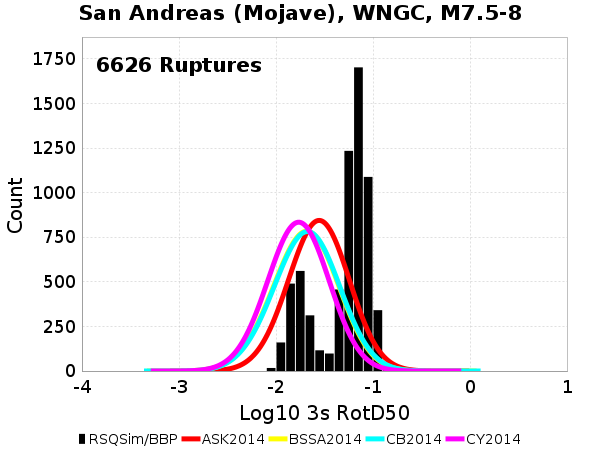 San Andreas (Mojave), WNGC, M7.5-8
6626 Ruptures
1750
1500
1250
1000
750
500
250
0
Count
-4 -3 -2 -1 0 1
Log10 3s RotD50
RSQSim/BBP ASK2014 BSSA2014 CB2014 CY2014